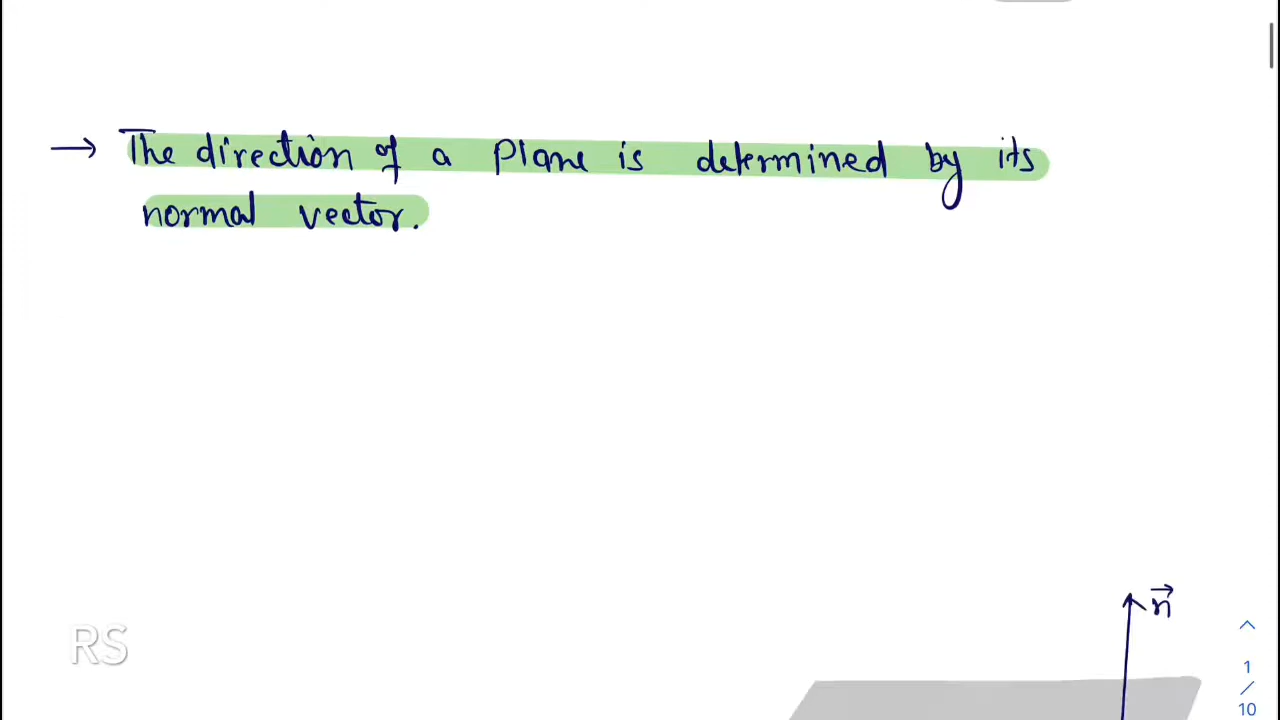 → The direction of a plane is determined by its
normal vector.
n⃗
RS
1
/
10